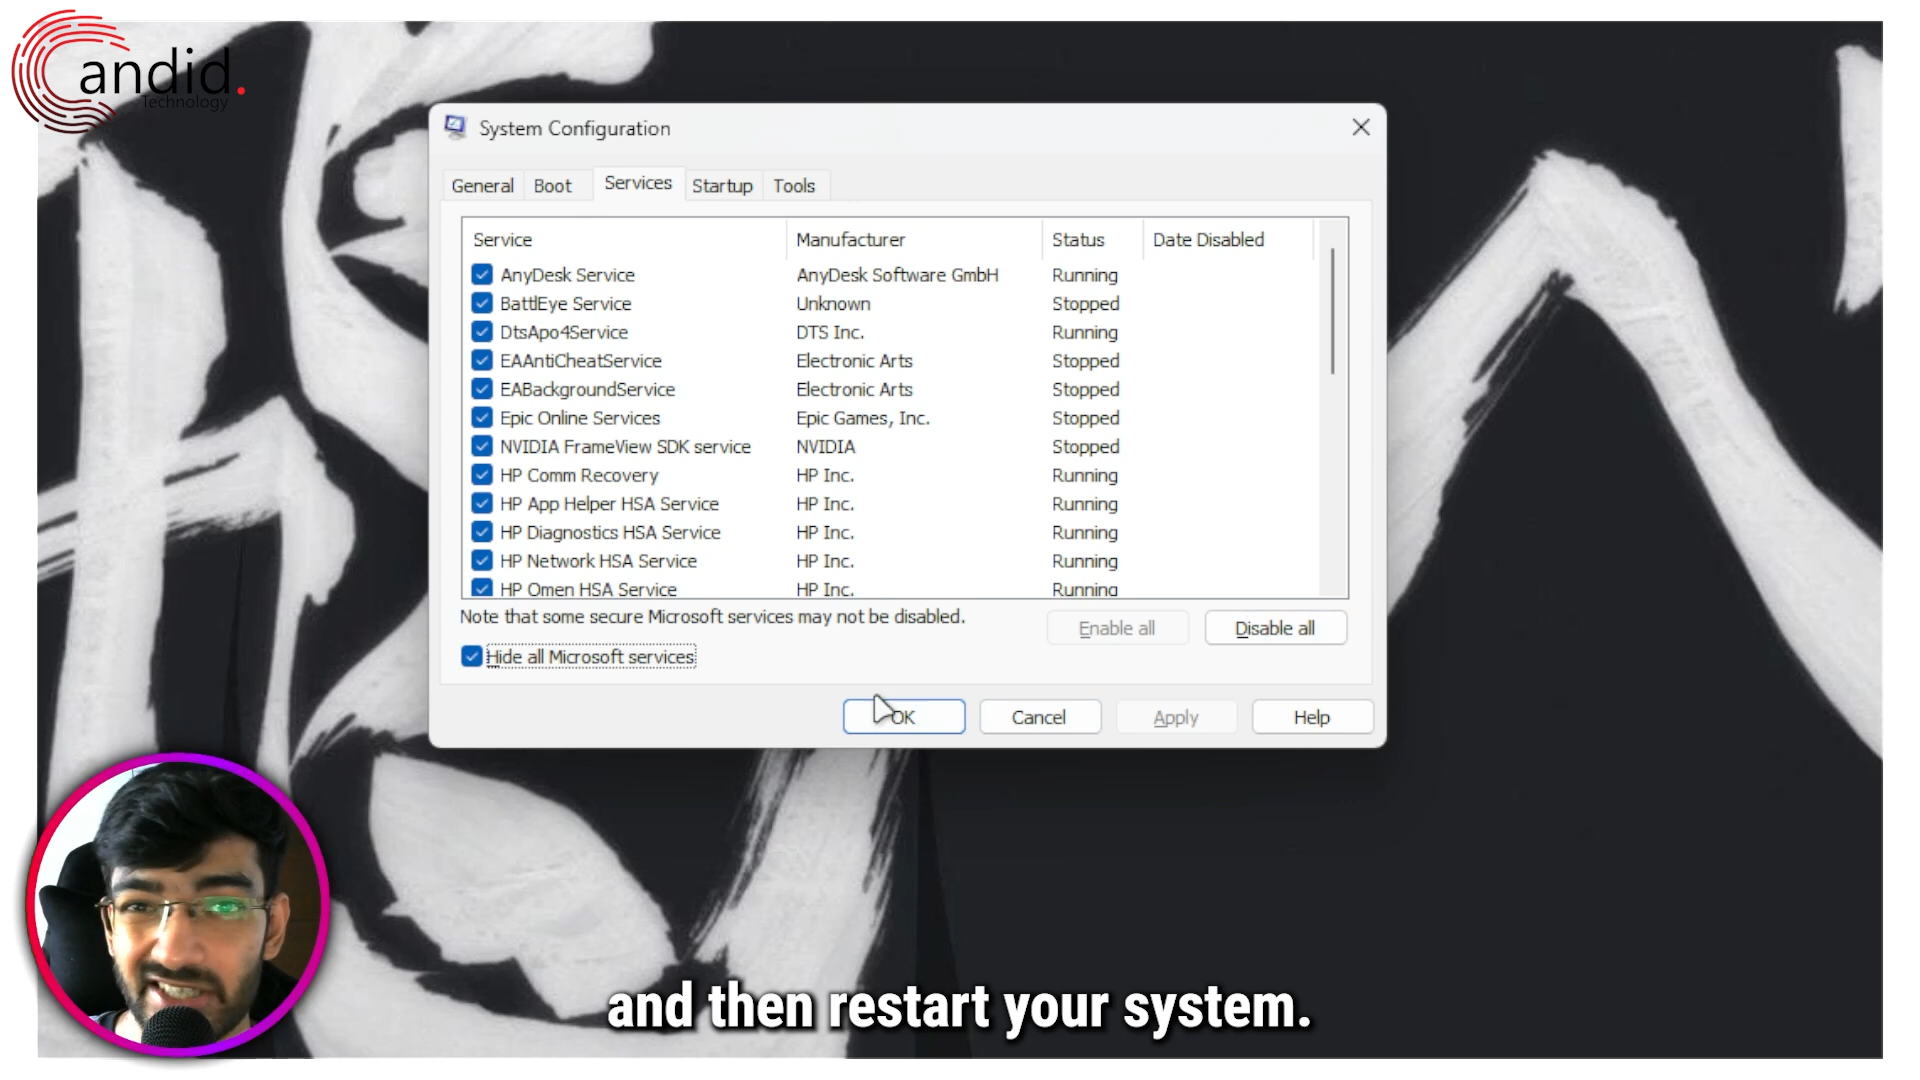 Candid.
Technology
System Configuration
General Boot Services Startup Tools
Service Manufacturer Status Date Disabled
AnyDesk Service AnyDesk Software GmbH Running
BattlEye Service Unknown Stopped
DtsApo4Service DTS Inc. Running
EAAntiCheatService Electronic Arts Stopped
EABackgroundService Electronic Arts Stopped
Epic Online Services Epic Games, Inc. Stopped
NVIDIA FrameView SDK service NVIDIA Stopped
HP Comm Recovery HP Inc. Running
HP App Helper HSA Service HP Inc. Running
HP Diagnostics HSA Service HP Inc. Running
HP Network HSA Service HP Inc. Running
HP Omen HSA Service HP Inc. Running
Note that some secure Microsoft services may not be disabled.
Enable all Disable all
Hide all Microsoft services
OK Cancel Apply Help
and then restart your system.